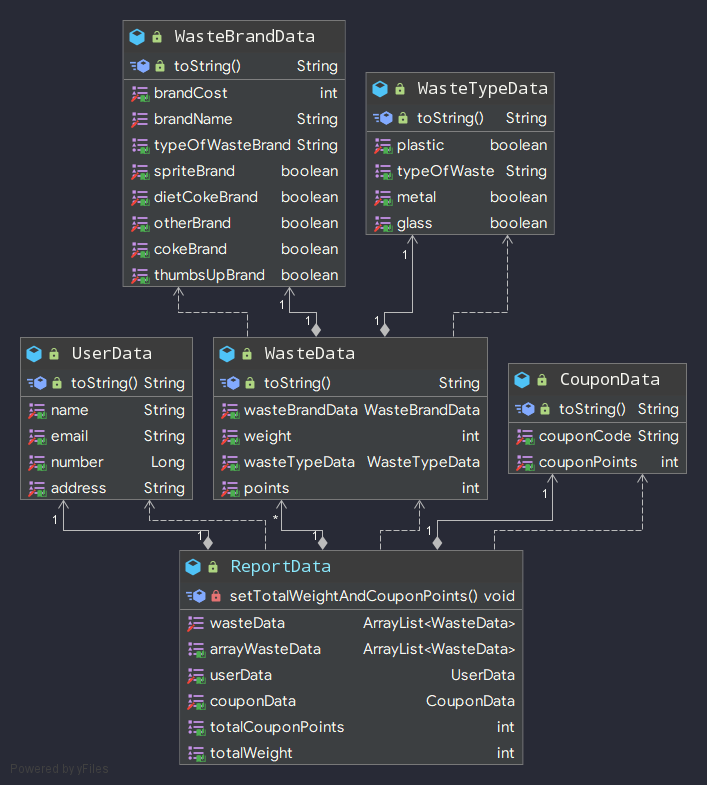 WasteBrandData
toString() String
brandCost int
brandName String
typeOfWasteBrand String
spriteBrand boolean
dietCokeBrand boolean
otherBrand boolean
cokeBrand boolean
thumbsUpBrand boolean
WasteTypeData
toString() String
plastic boolean
typeOfWaste String
metal boolean
glass boolean
1
1
1
1
UserData
toString() String
name String
email String
number Long
address String
WasteData
toString() String
wasteBrandData WasteBrandData
weight int
wasteTypeData WasteTypeData
points int
CouponData
toString() String
couponCode String
couponPoints int
1
1
*
1
1
1
ReportData
setTotalWeightAndCouponPoints() void
wasteData ArrayList<WasteData>
arrayWasteData ArrayList<WasteData>
userData UserData
couponData CouponData
totalCouponPoints int
totalWeight int
Powered by yFiles